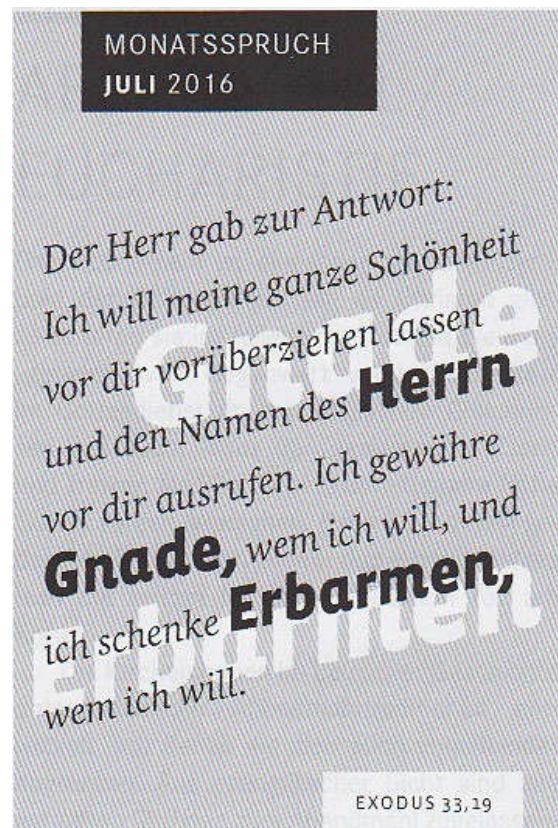 MONATSSPRUCH
JULI 2016
Der Herr gab zur Antwort:
Ich will meine ganze Schönheit
vor dir vorüberziehen lassen
und den Namen des Herrn
vor dir ausrufen. Ich gewähre
Gnade, wem ich will, und
ich schenke Erbarmen,
wem ich will.
Gnade
Erbarmen
EXODUS 33,19